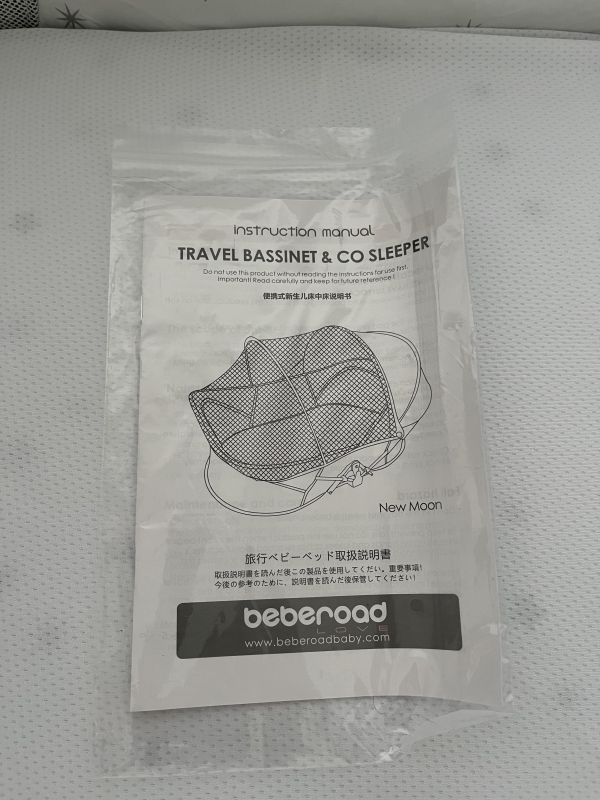 instruction manual
TRAVEL BASSINET & CO SLEEPER
Do not use this product without reading the instructions for use first.
Important! Read carefully and keep for future reference !
便携式新生儿床中床说明书
New Moon
旅行ベビーベッド取扱説明書
取扱説明書を読んだ後この製品を使用してくだい。重要事項!
今後の参考のために、説明書を読んだ後保管してください!
beberoad
LOVE
www.beberoadbaby.com